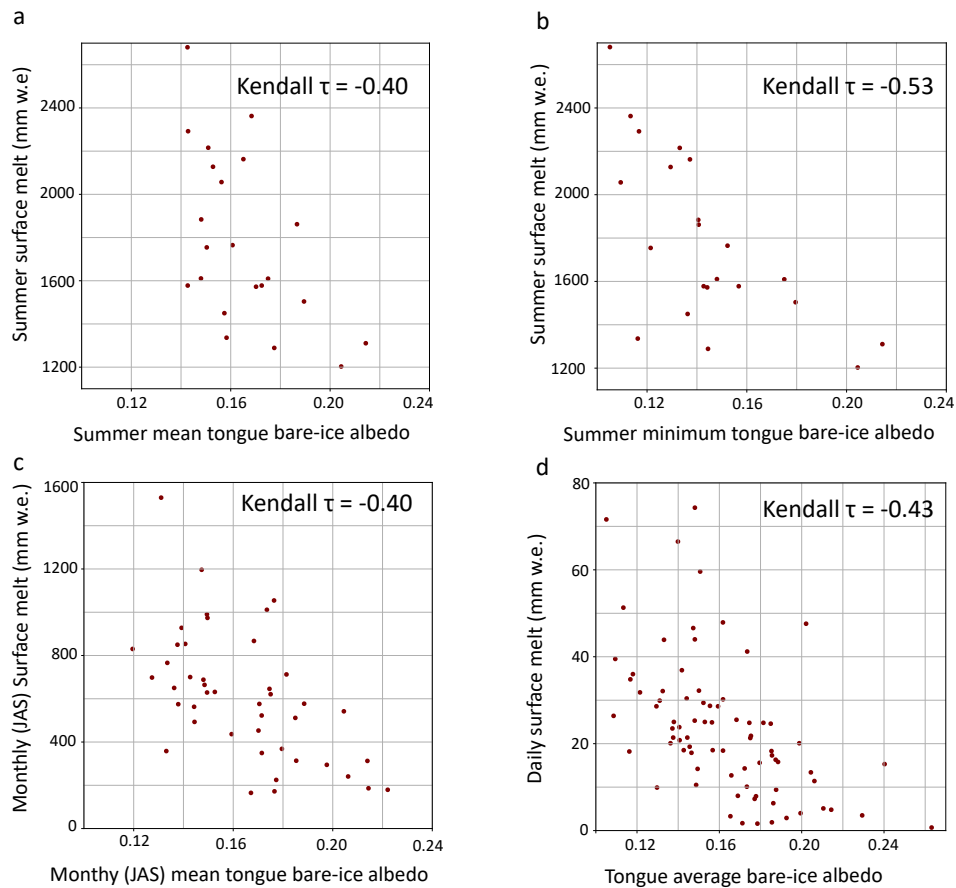 a
Kendall τ = -0.40
Summer surface melt (mm w.e)
2400
2000
1600
1200
0.12 0.16 0.20 0.24
Summer mean tongue bare-ice albedo
b
Kendall τ = -0.53
Summer surface melt (mm w.e.)
2400
2000
1600
1200
0.12 0.16 0.20 0.24
Summer minimum tongue bare-ice albedo
c
Kendall τ = -0.40
Monthly (JAS) Surface melt (mm w.e.)
1600
1200
800
400
0
0.12 0.16 0.20 0.24
Monthy (JAS) mean tongue bare-ice albedo
d
Kendall τ = -0.43
Daily surface melt (mm w.e.)
80
60
40
20
0
0.12 0.16 0.20 0.24
Tongue average bare-ice albedo